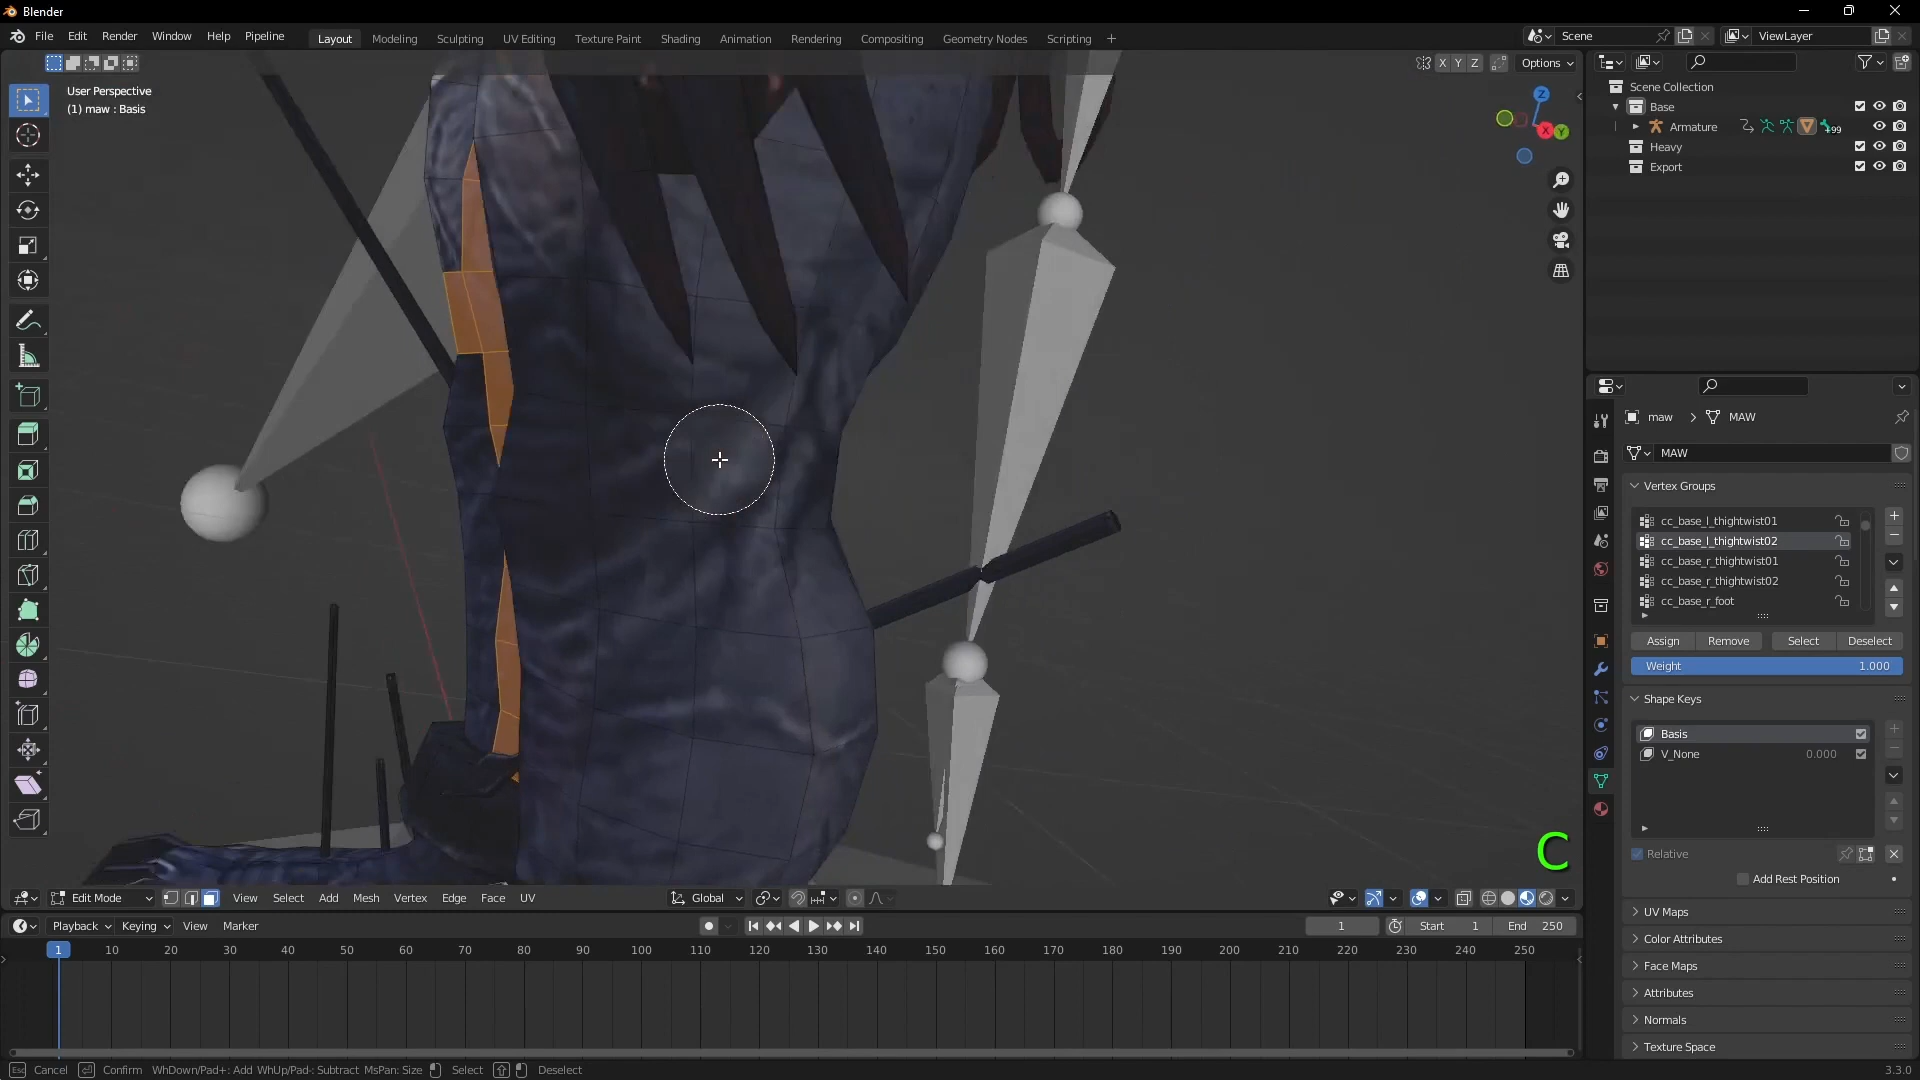 Blender
File Edit Render Window Help Pipeline
Layout Modeling Sculpting UV Editing Texture Paint Shading Animation Rendering Compositing Geometry Nodes Scripting +
Scene
ViewLayer
X Y Z
Options
User Perspective
(1) maw : Basis
Z
X
Y
Scene Collection
Base
Armature
99
Heavy
Export
maw > MAW
MAW
Vertex Groups
cc_base_l_thightwist01
cc_base_l_thightwist02
cc_base_r_thightwist01
cc_base_r_thightwist02
cc_base_r_foot
Assign Remove Select Deselect
Weight 1.000
Shape Keys
Basis
V_None 0.000
Relative
Add Rest Position
UV Maps
Color Attributes
Face Maps
Attributes
Normals
Texture Space
C
Edit Mode View Select Add Mesh Vertex Edge Face UV Global
Playback Keying View Marker 1 Start 1 End 250
1 10 20 30 40 50 60 70 80 90 100 110 120 130 140 150 160 170 180 190 200 210 220 230 240 250
Esc Cancel Confirm WhDown/Pad+: Add WhUp/Pad-: Subtract MsPan: Size Select Deselect 3.3.0